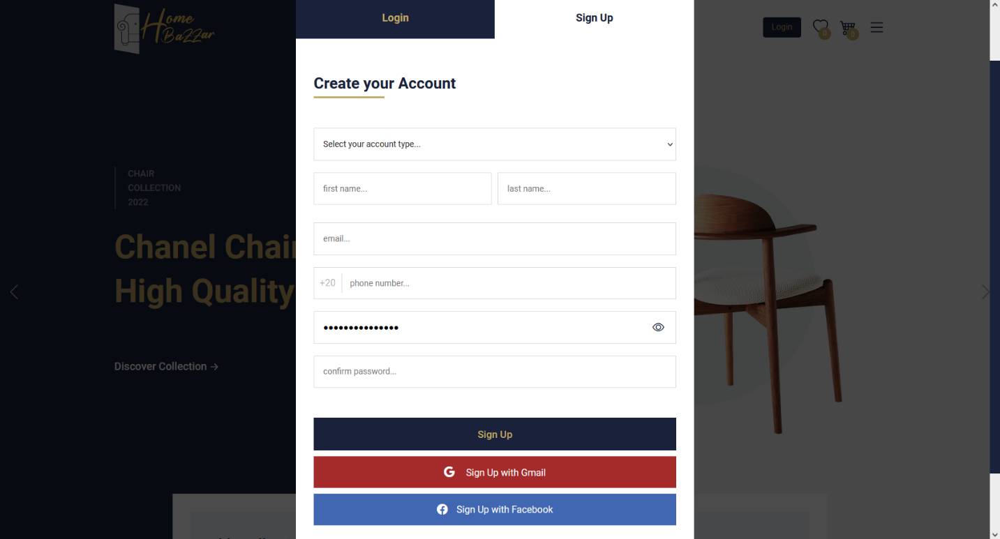 Home
BaZZar
Login
Sign Up
Login
0
0
Create your Account
Select your account type...
first name...
last name...
email...
+20
phone number...
confirm password...
Sign Up
Sign Up with Gmail
Sign Up with Facebook
CHAIR
COLLECTION
2022
Chanel Chair
High Quality
Discover Collection →